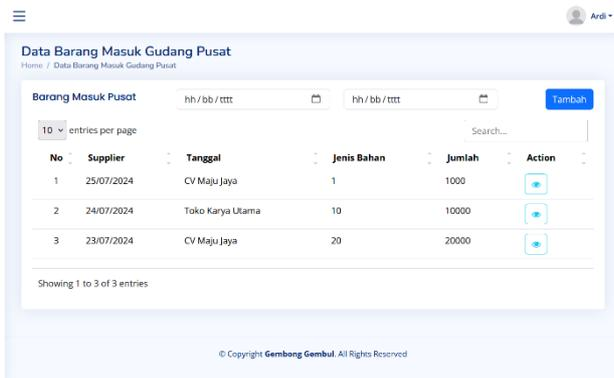 Ardi
Data Barang Masuk Gudang Pusat
Home / Data Barang Masuk Gudang Pusat
Barang Masuk Pusat hh/bb/tttt hh/bb/tttt Tambah
10 entries per page Search...
No Supplier Tanggal Jenis Bahan Jumlah Action
1 25/07/2024 CV Maju Jaya 1 1000
2 24/07/2024 Toko Karya Utama 10 10000
3 23/07/2024 CV Maju Jaya 20 20000
Showing 1 to 3 of 3 entries
© Copyright Gembong Gembul. All Rights Reserved